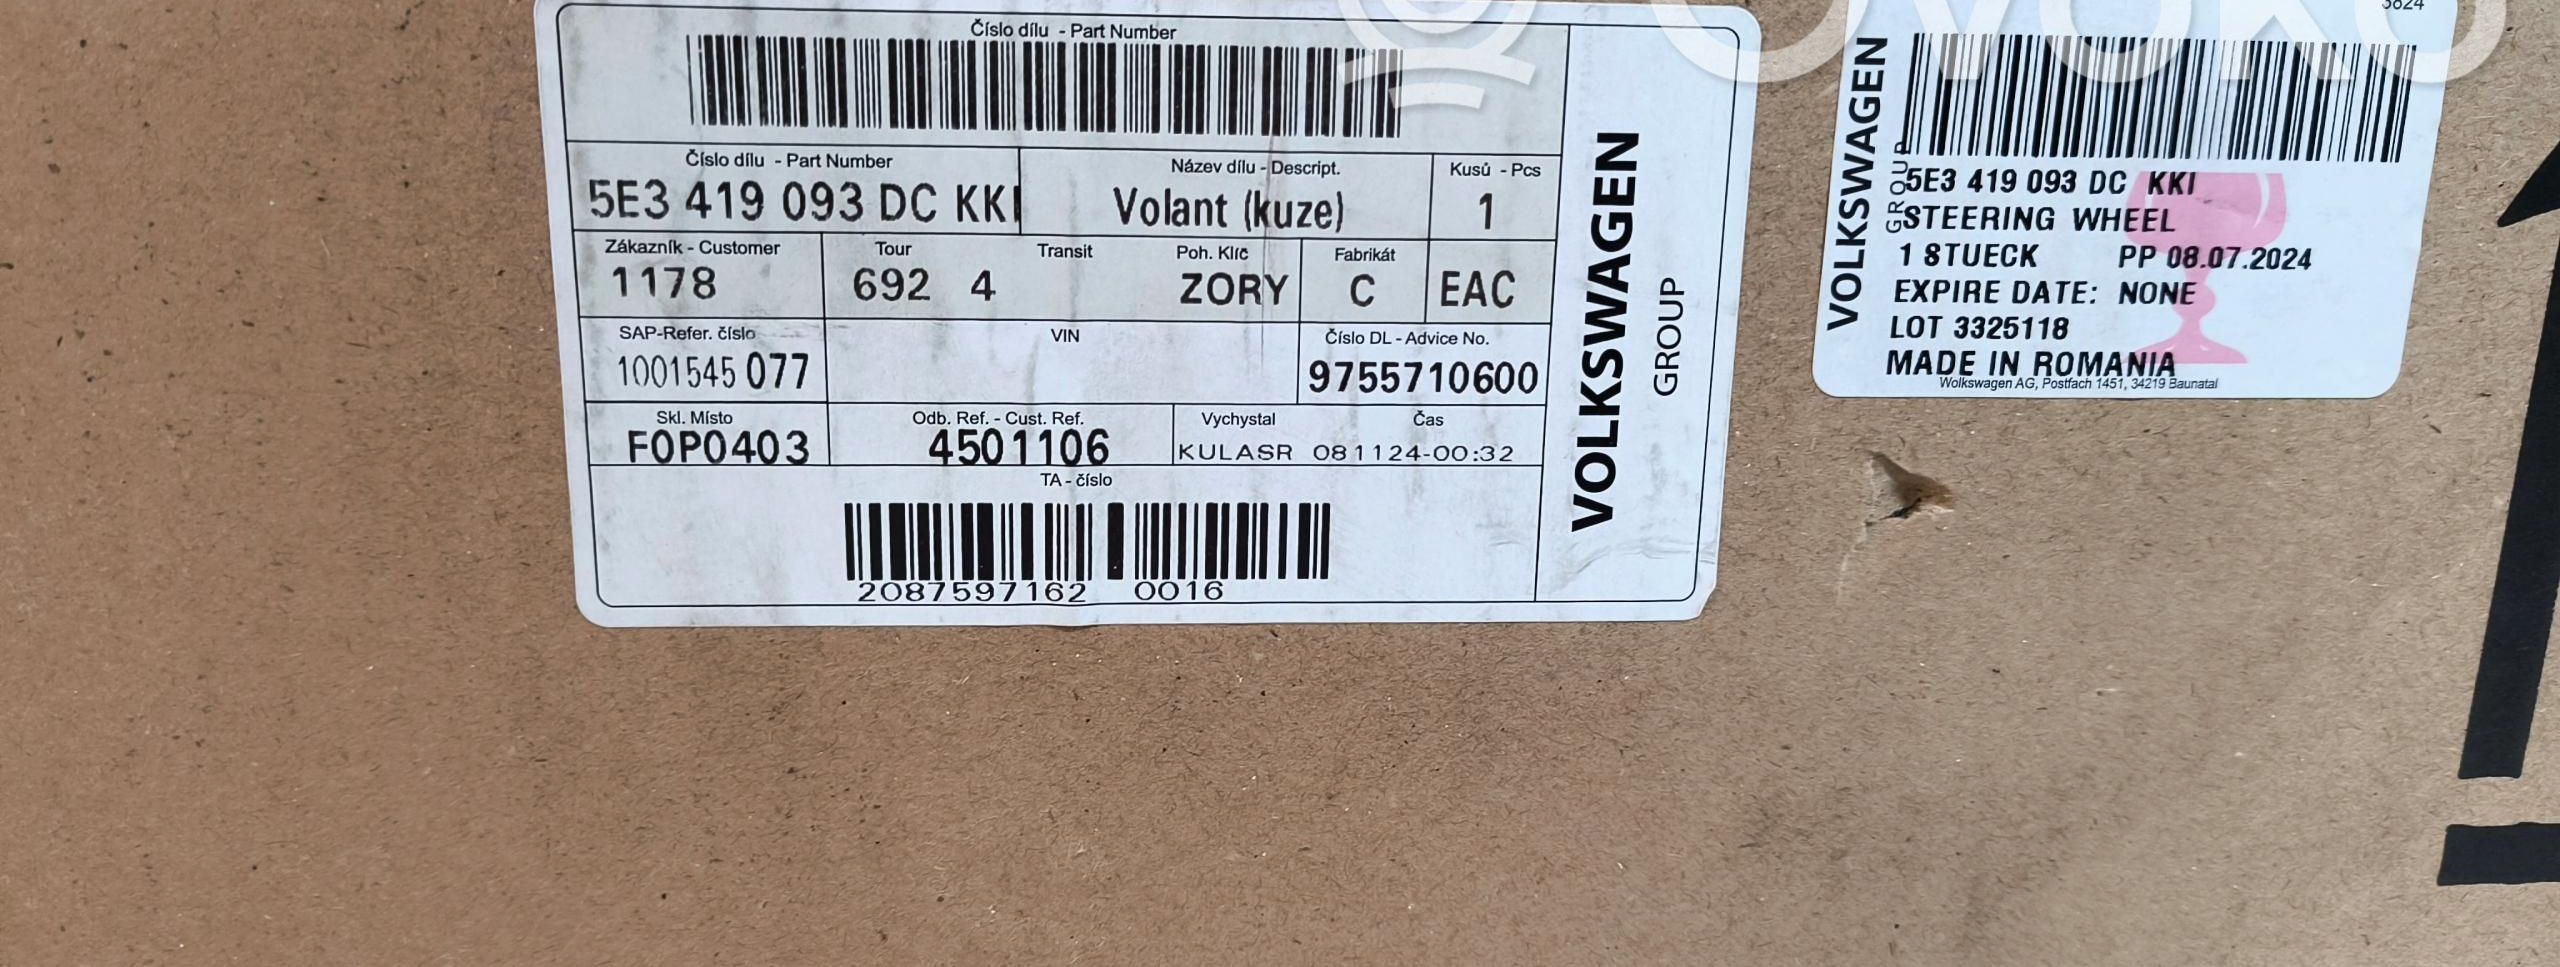 Číslo dílu - Part Number
Číslo dílu - Part Number
5E3 419 093 DC KKI
Název dílu - Descript.
Volant (kuze)
Kusů - Pcs
1
Zákazník - Customer
1178
Tour
692 4
Transit
Poh. Klíč
ZORY
Fabrikát
C
EAC
SAP-Refer. číslo
1001545 077
VIN
Číslo DL - Advice No.
9755710600
Skl. Místo
F0P0403
Odb. Ref. - Cust. Ref.
4501106
Vychystal
KULASR
Čas
081124-00:32
TA - číslo
2087597162 0016
VOLKSWAGEN
GROUP
VOLKSWAGEN
GROUP
5E3 419 093 DC KKI
STEERING WHEEL
1 STUECK PP 08.07.2024
EXPIRE DATE: NONE
LOT 3325118
MADE IN ROMANIA
Wolkswagen AG, Postfach 1451, 34219 Baunatal